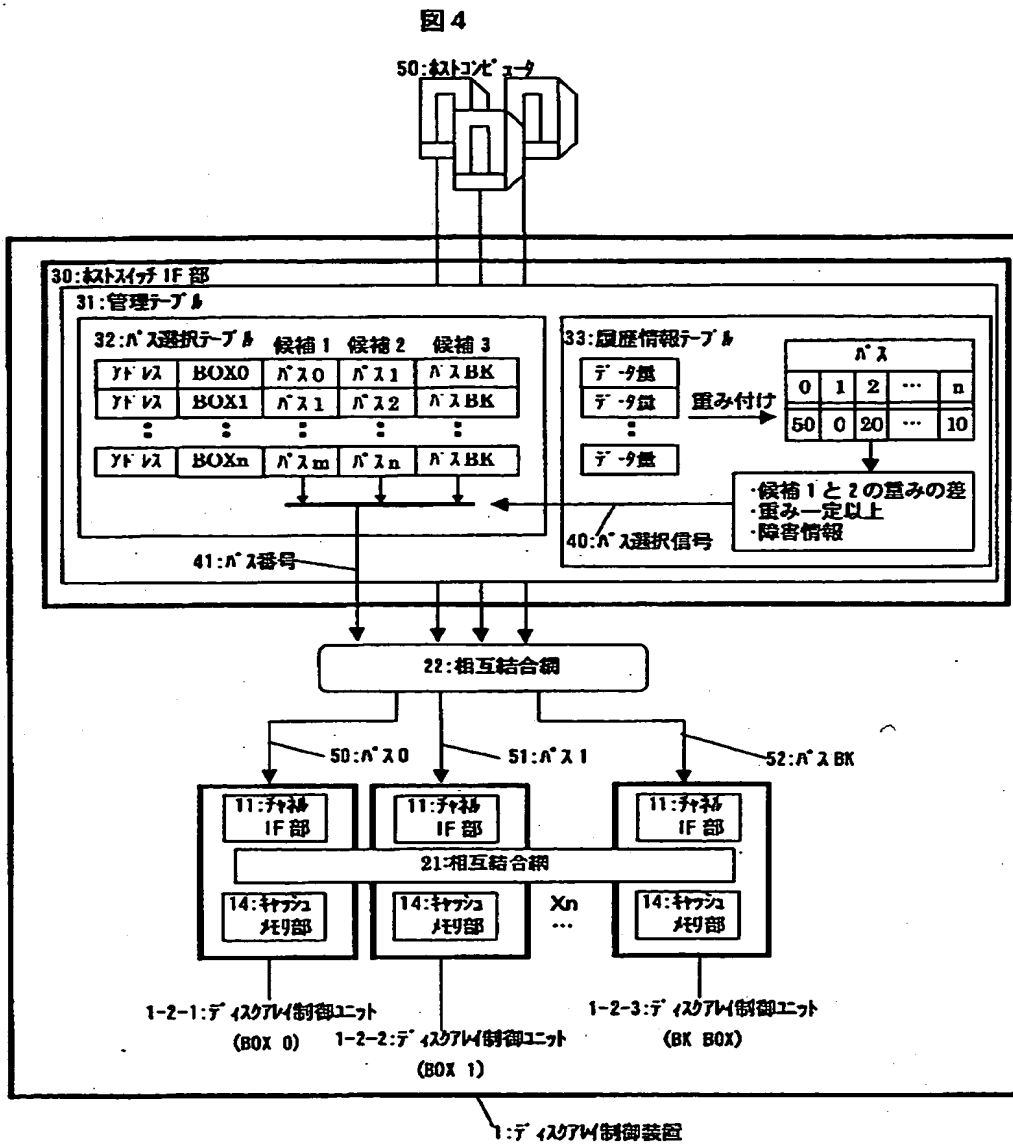 図4
50:ホストコンピュータ
30:ホストスイッチIF部
31:管理テーブル
32:パス選択テーブル
候補1 候補2 候補3
アドレス BOX0 パス0 パス1 パスBK
アドレス BOX1 パス1 パス2 パスBK
アドレス BOXn パスm パスn パスBK
33:履歴情報テーブル
データ量
データ量
データ量
重み付け
パス
0 1 2 … n
50 0 20 … 10
・候補1と2の重みの差
・重み一定以上
・障害情報
40:パス選択信号
41:パス番号
22:相互結合網
50:パス0
51:パス1
52:パスBK
11:チャネル
IF部
11:チャネル
IF部
11:チャネル
IF部
21:相互結合網
14:キャッシュ
メモリ部
14:キャッシュ
メモリ部
Xn
…
14:キャッシュ
メモリ部
1-2-1:ディスクアレイ制御ユニット
(BOX 0)
1-2-2:ディスクアレイ制御ユニット
(BOX 1)
1-2-3:ディスクアレイ制御ユニット
(BK BOX)
1:ディスクアレイ制御装置